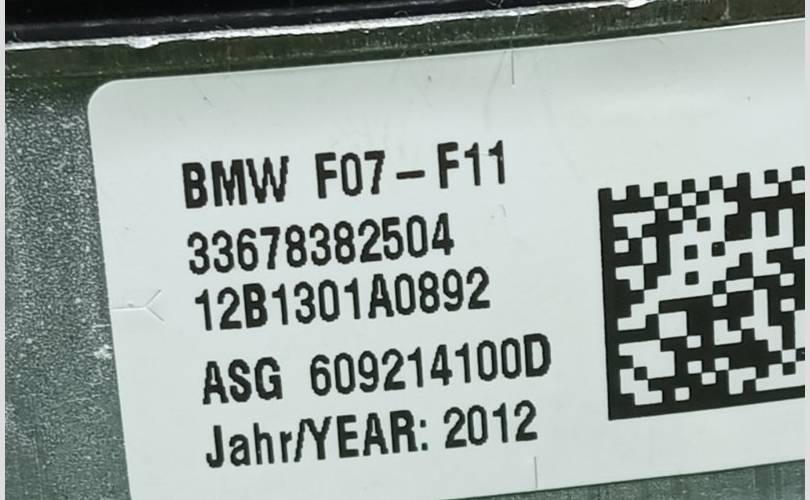 BMW F07-F11
33678382504
12B1301A0892
ASG 609214100D
Jahr/YEAR: 2012